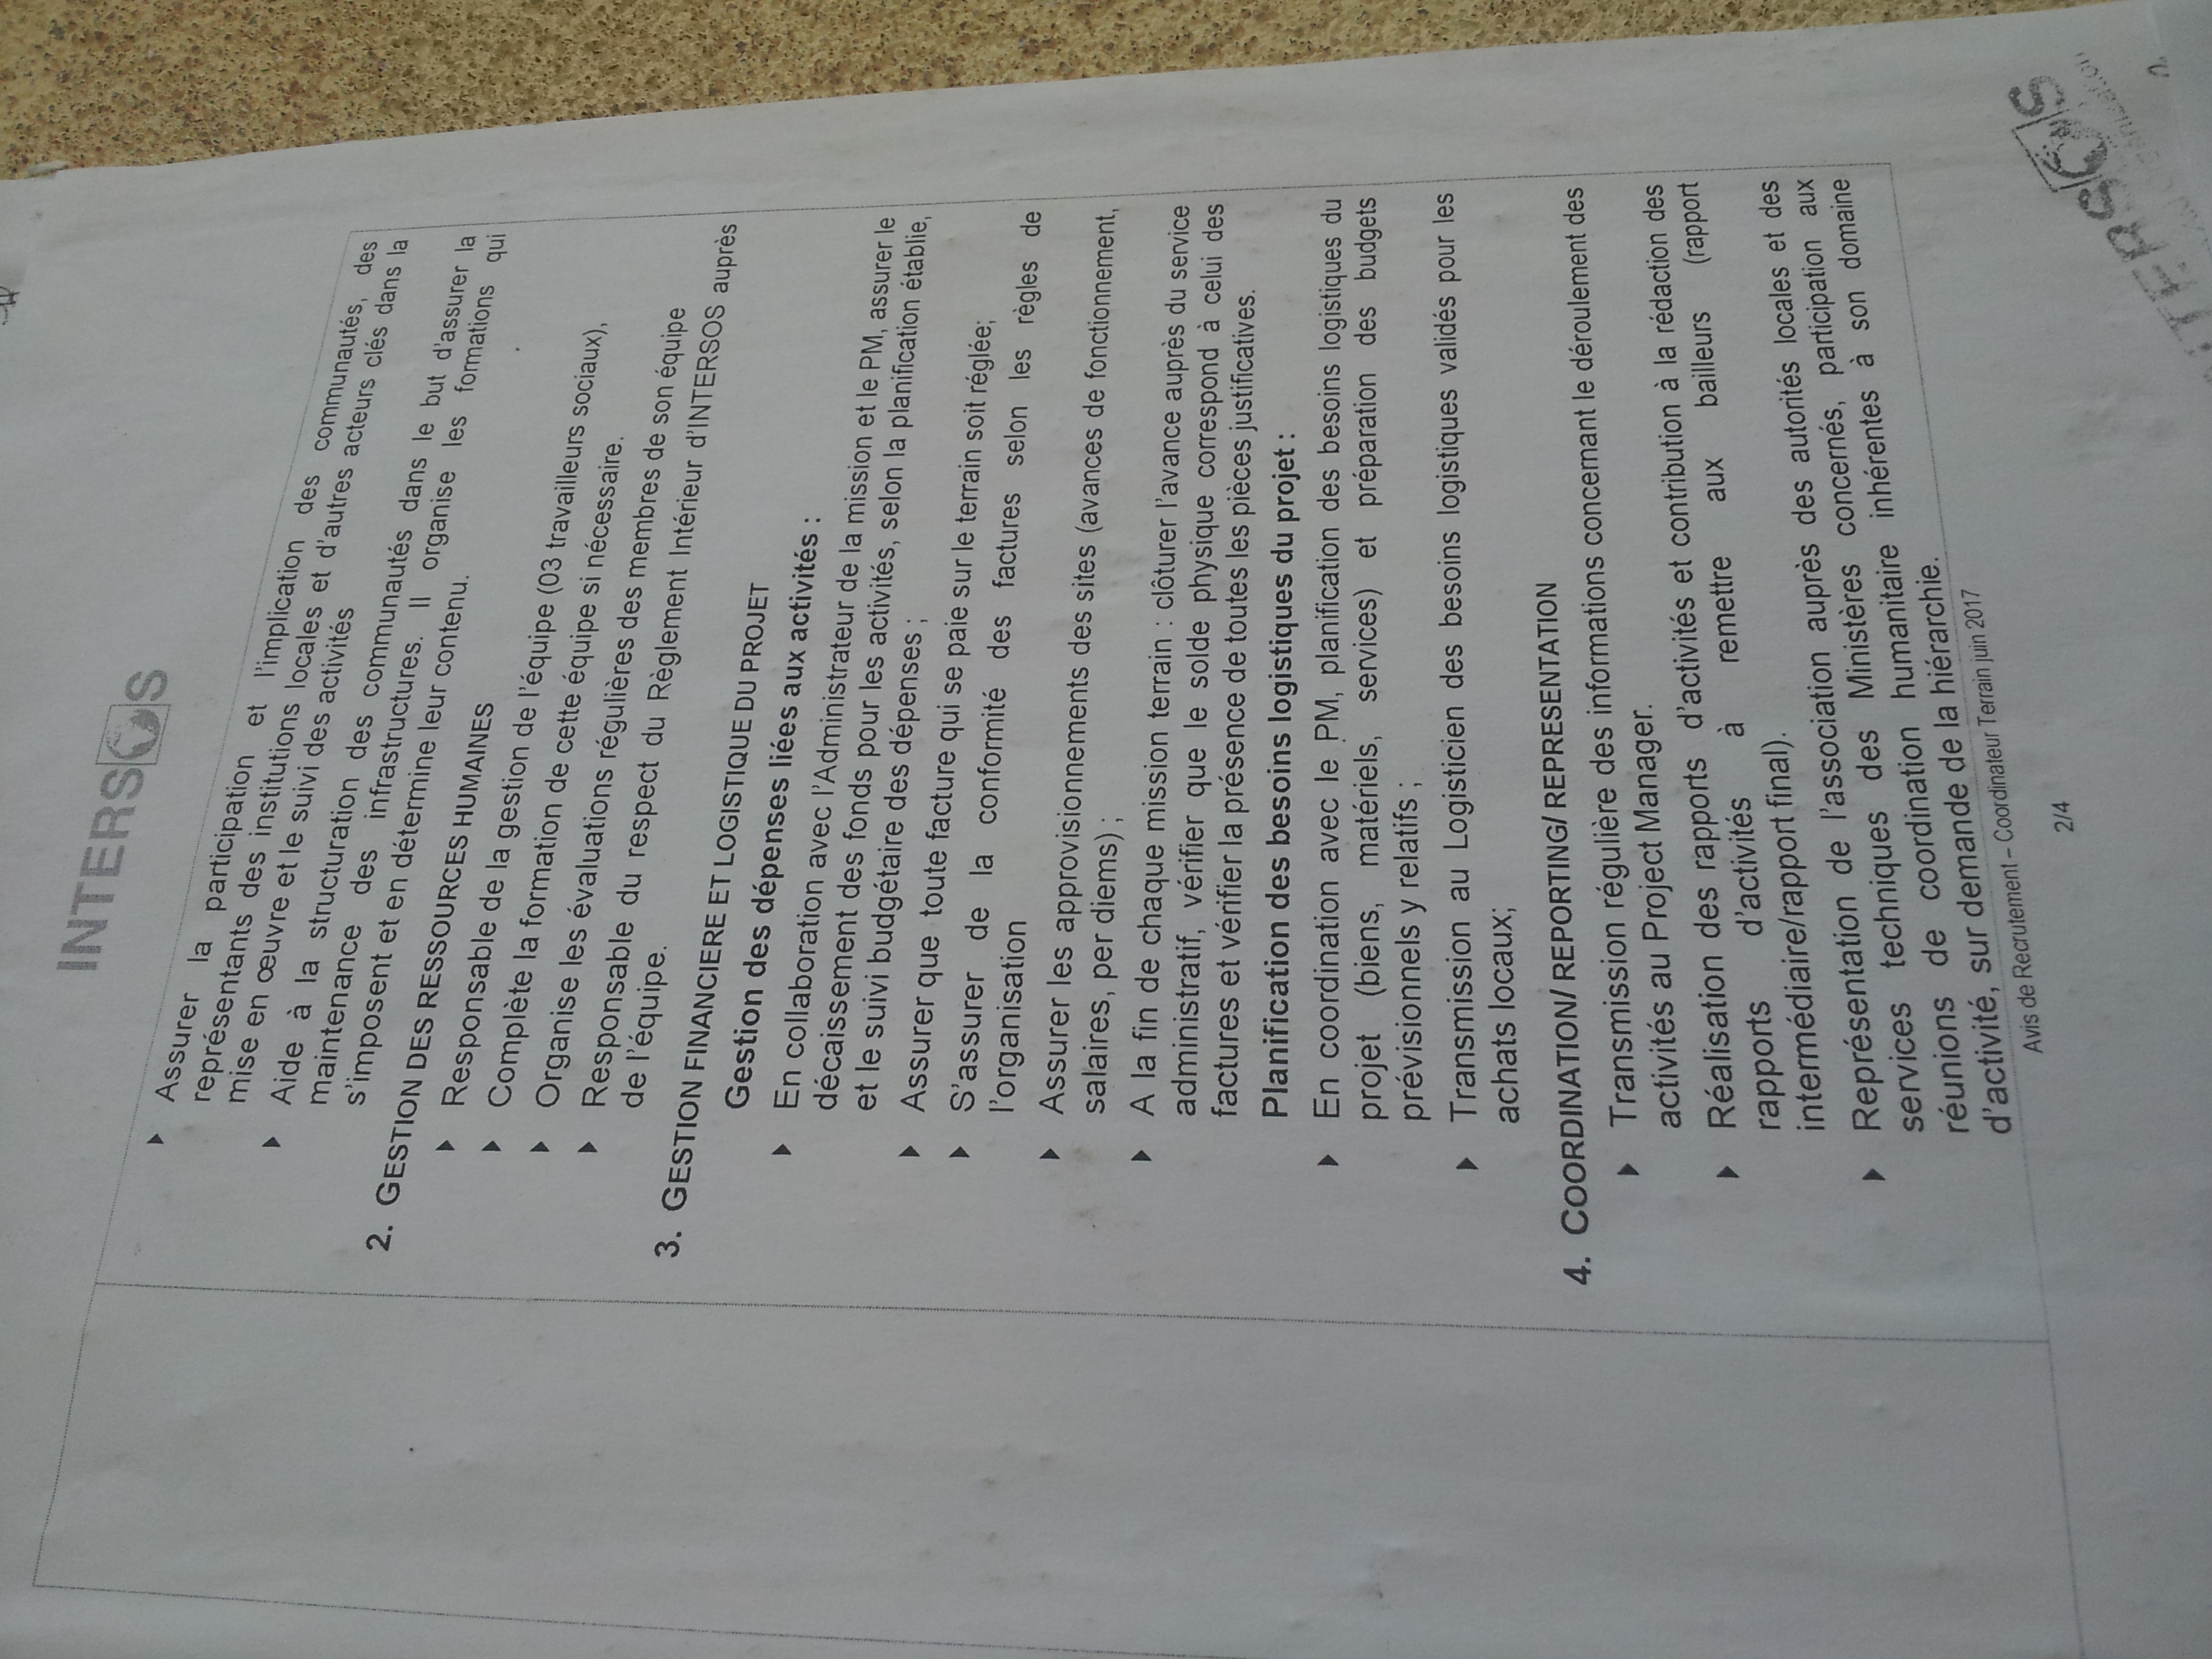 INTERSOS
Assurer la participation et l'implication des communautés, des
représentants des institutions locales et d'autres acteurs clés dans la
mise en œuvre et le suivi des activités
Aide à la structuration des communautés dans le but d'assurer la
maintenance des infrastructures. Il organise les formations qui
s'imposent et en détermine leur contenu.
2. GESTION DES RESSOURCES HUMAINES
Responsable de la gestion de l'équipe (03 travailleurs sociaux),
Complète la formation de cette équipe si nécessaire.
Organise les évaluations régulières des membres de son équipe
Responsable du respect du Règlement Intérieur d'INTERSOS auprès
de l'équipe.
3. GESTION FINANCIERE ET LOGISTIQUE DU PROJET
Gestion des dépenses liées aux activités :
En collaboration avec l'Administrateur de la mission et le PM, assurer le
décaissement des fonds pour les activités, selon la planification établie,
et le suivi budgétaire des dépenses ;
Assurer que toute facture qui se paie sur le terrain soit réglée;
S'assurer de la conformité des factures selon les règles de
l'organisation
Assurer les approvisionnements des sites (avances de fonctionnement,
salaires, per diems) ;
A la fin de chaque mission terrain : clôturer l'avance auprès du service
administratif, vérifier que le solde physique correspond à celui des
factures et vérifier la présence de toutes les pièces justificatives.
Planification des besoins logistiques du projet :
En coordination avec le PM, planification des besoins logistiques du
projet (biens, matériels, services) et préparation des budgets
prévisionnels y relatifs ;
Transmission au Logisticien des besoins logistiques validés pour les
achats locaux;
4. COORDINATION/ REPORTING/ REPRESENTATION
Transmission régulière des informations concernant le déroulement des
activités au Project Manager.
Réalisation des rapports d'activités et contribution à la rédaction des
rapports d'activités à remettre aux bailleurs (rapport
intermédiaire/rapport final).
Représentation de l'association auprès des autorités locales et des
services techniques des Ministères concernés, participation aux
réunions de coordination humanitaire inhérentes à son domaine
d'activité, sur demande de la hiérarchie.
Avis de Recrutement – Coordinateur Terrain juin 2017
2/4
INTERSOS